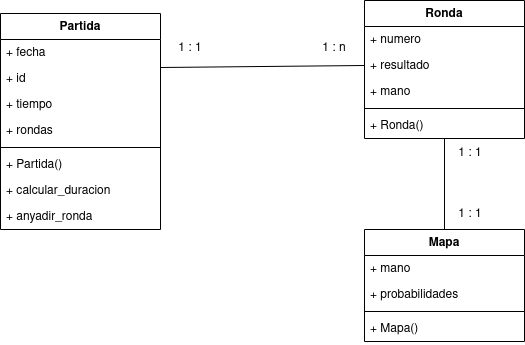 Partida
+ fecha
+ id
+ tiempo
+ rondas
+ Partida()
+ calcular_duracion
+ anyadir_ronda
1 : 1
1 : n
Ronda
+ numero
+ resultado
+ mano
+ Ronda()
1 : 1
1 : 1
Mapa
+ mano
+ probabilidades
+ Mapa()